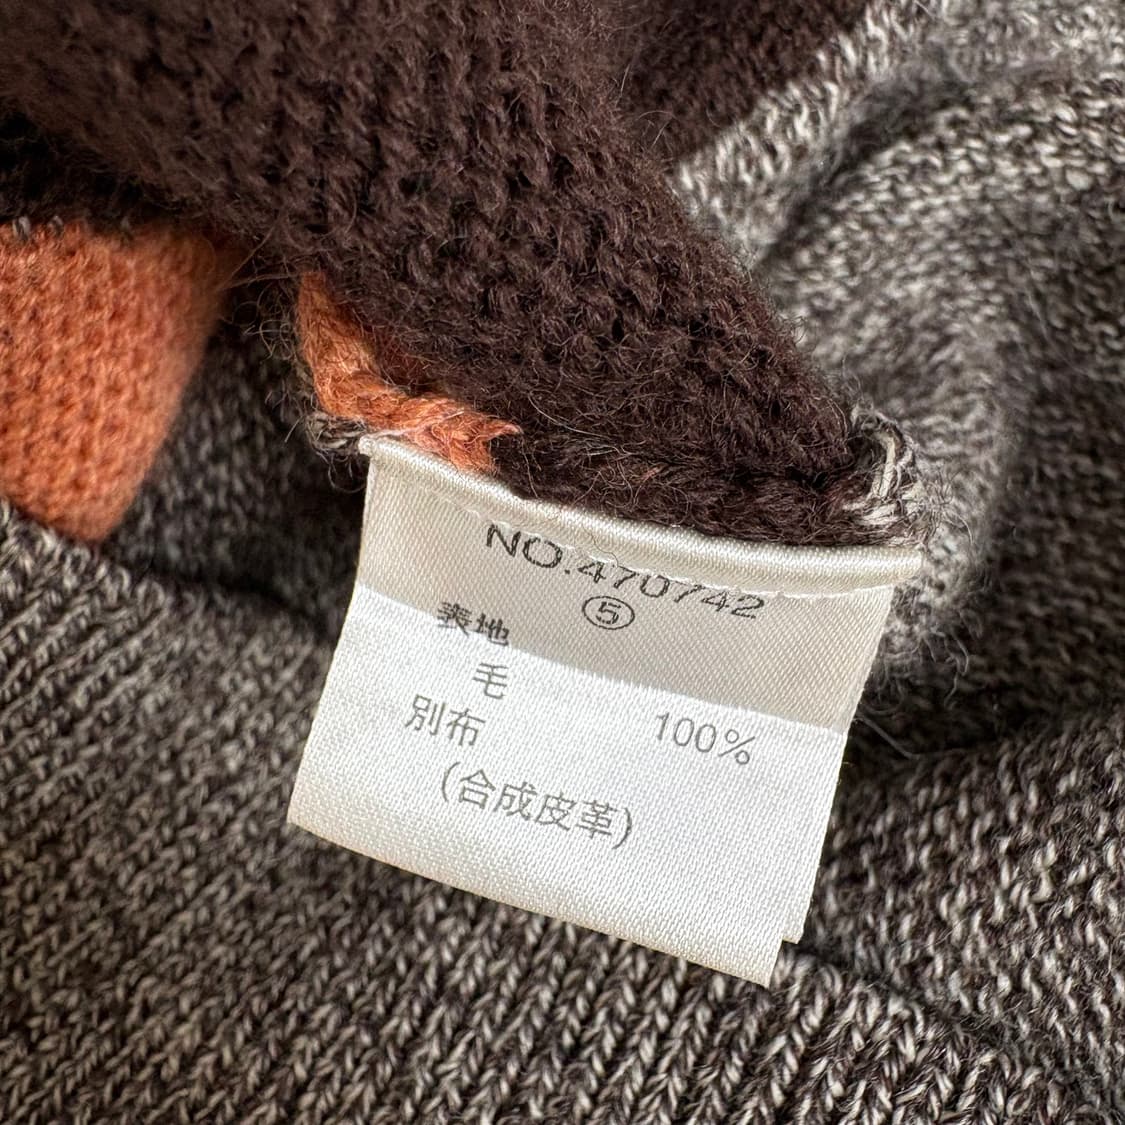 NO.470742
⑤
表地
毛 100%
別布
(合成皮革)